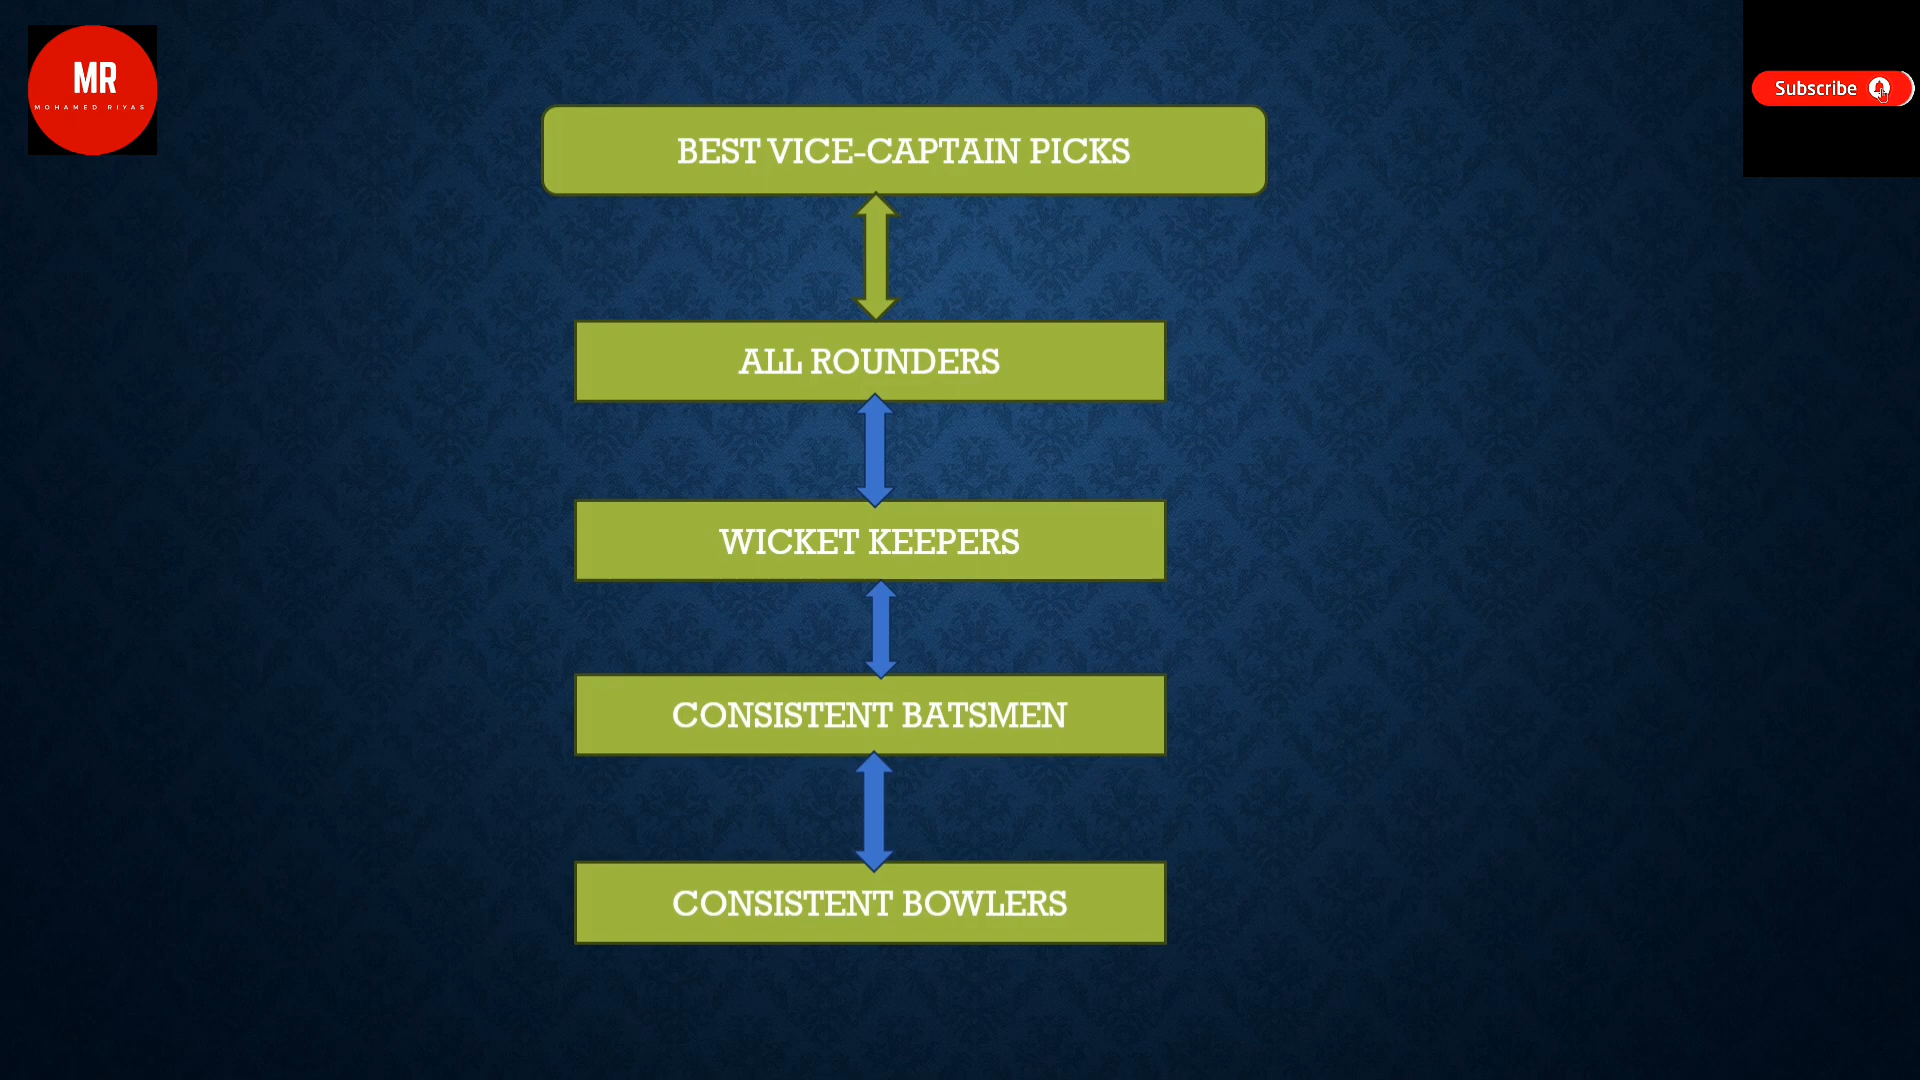 MR
MOHAMED RIYAS
Subscribe
BEST VICE-CAPTAIN PICKS
ALL ROUNDERS
WICKET KEEPERS
CONSISTENT BATSMEN
CONSISTENT BOWLERS